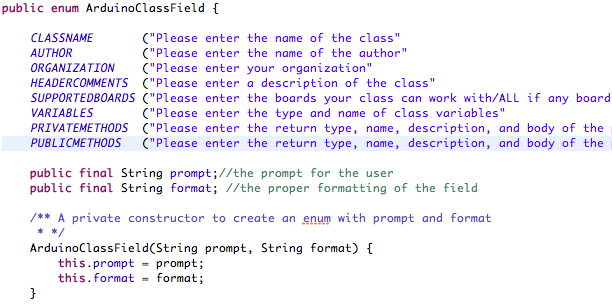 public enum ArduinoClassField {
CLASSNAME ("Please enter the name of the class"
AUTHOR ("Please enter the name of the author"
ORGANIZATION ("Please enter your organization"
HEADERCOMMENTS ("Please enter a description of the class"
SUPPORTEDBOARDS ("Please enter the boards your class can work with/ALL if any board
VARIABLES ("Please enter the type and name of class variables"
PRIVATEMETHODS ("Please enter the return type, name, description, and body of the
PUBLICMETHODS ("Please enter the return type, name, description, and body of the
public final String prompt;//the prompt for the user
public final String format; //the proper formatting of the field
/** A private constructor to create an enum with prompt and format
* */
ArduinoClassField(String prompt, String format) {
this.prompt = prompt;
this.format = format;
}